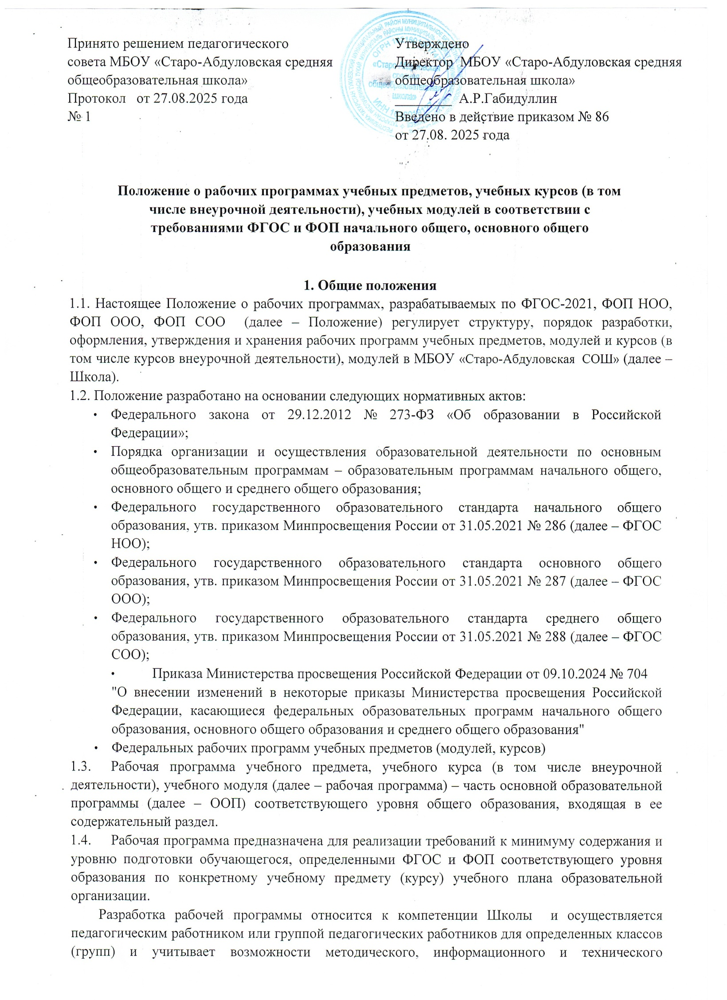 Принято решением педагогического
совета МБОУ «Старо-Абдуловская средняя
общеобразовательная школа»
Протокол от 27.08.2025 года
№ 1
Утверждено
Директор МБОУ «Старо-Абдуловская средняя
общеобразовательная школа»
________ А.Р.Габидуллин
Введено в действие приказом № 86
от 27.08. 2025 года
«Старо-Абдуловская
средняя
общеобразовательная
школа»
Положение о рабочих программах учебных предметов, учебных курсов (в том
числе внеурочной деятельности), учебных модулей в соответствии с
требованиями ФГОС и ФОП начального общего, основного общего
образования
1. Общие положения
1.1. Настоящее Положение о рабочих программах, разрабатываемых по ФГОС-2021, ФОП НОО,
ФОП ООО, ФОП СОО (далее – Положение) регулирует структуру, порядок разработки,
оформления, утверждения и хранения рабочих программ учебных предметов, модулей и курсов (в
том числе курсов внеурочной деятельности), модулей в МБОУ «Старо-Абдуловская СОШ» (далее –
Школа).
1.2. Положение разработано на основании следующих нормативных актов:
• Федерального закона от 29.12.2012 № 273-ФЗ «Об образовании в Российской
Федерации»;
• Порядка организации и осуществления образовательной деятельности по основным
общеобразовательным программам – образовательным программам начального общего,
основного общего и среднего общего образования;
• Федерального государственного образовательного стандарта начального общего
образования, утв. приказом Минпросвещения России от 31.05.2021 № 286 (далее – ФГОС
НОО);
• Федерального государственного образовательного стандарта основного общего
образования, утв. приказом Минпросвещения России от 31.05.2021 № 287 (далее – ФГОС
ООО);
• Федерального государственного образовательного стандарта среднего общего
образования, утв. приказом Минпросвещения России от 31.05.2021 № 288 (далее – ФГОС
СОО);
• Приказа Министерства просвещения Российской Федерации от 09.10.2024 № 704
"О внесении изменений в некоторые приказы Министерства просвещения Российской
Федерации, касающиеся федеральных образовательных программ начального общего
образования, основного общего образования и среднего общего образования"
• Федеральных рабочих программ учебных предметов (модулей, курсов)
1.3. Рабочая программа учебного предмета, учебного курса (в том числе внеурочной
деятельности), учебного модуля (далее – рабочая программа) – часть основной образовательной
программы (далее – ООП) соответствующего уровня общего образования, входящая в ее
содержательный раздел.
1.4. Рабочая программа предназначена для реализации требований к минимуму содержания и
уровню подготовки обучающегося, определенными ФГОС и ФОП соответствующего уровня
образования по конкретному учебному предмету (курсу) учебного плана образовательной
организации.
Разработка рабочей программы относится к компетенции Школы и осуществляется
педагогическим работником или группой педагогических работников для определенных классов
(групп) и учитывает возможности методического, информационного и технического